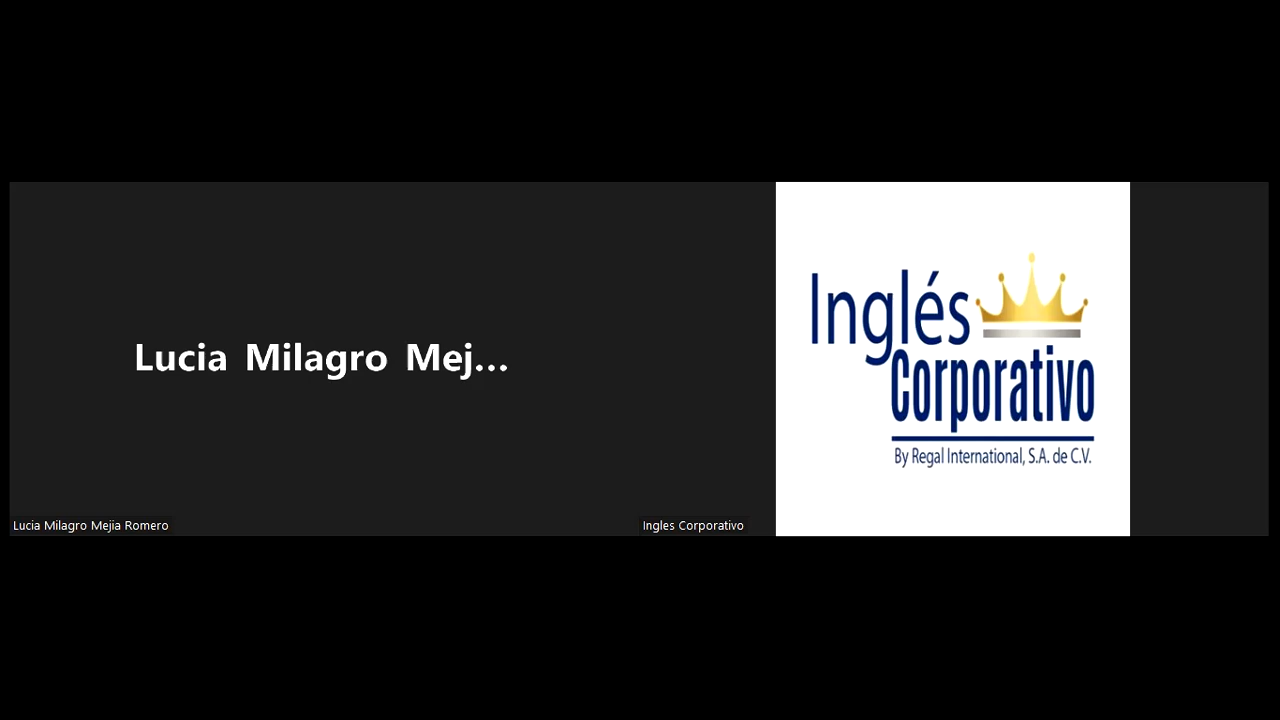 Lucia Milagro Mej...
Lucia Milagro Mejia Romero
Ingles Corporativo
Inglés
Corporativo
By Regal International, S.A. de C.V.